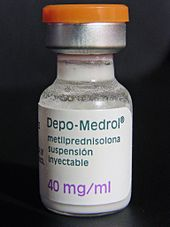 Depo-Medrol®
metilprednisolona
suspensión
inyectable
40 mg/ml